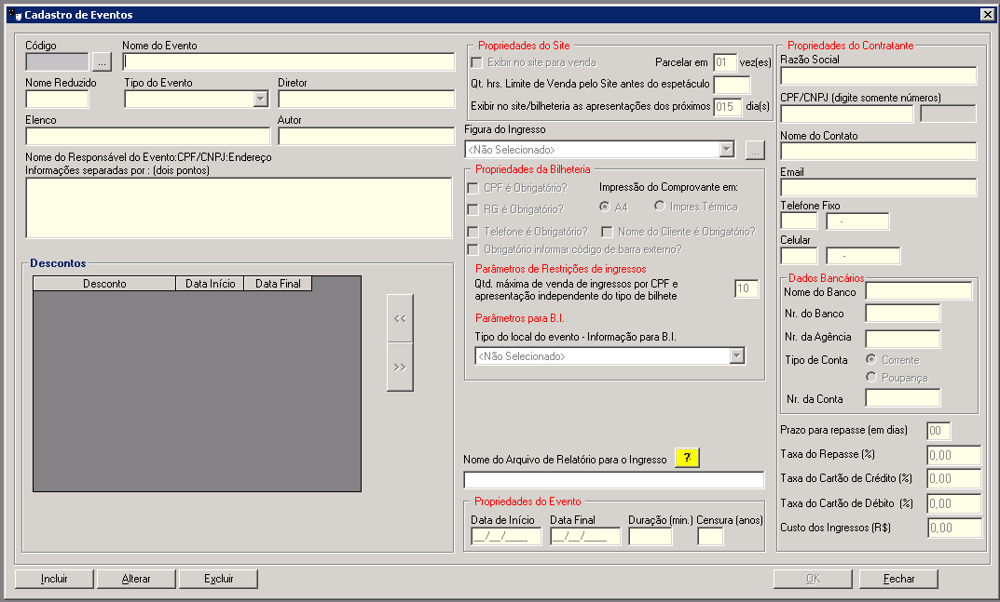 Cadastro de Eventos
Código
Nome do Evento
...
Nome Reduzido
Tipo do Evento
Diretor
Elenco
Autor
Nome do Responsável do Evento:CPF/CNPJ:Endereço
Informações separadas por : (dois pontos)
Descontos
Desconto
Data Início
Data Final
<<
>>
Propriedades do Site
Exibir no site para venda
Parcelar em 01 vez(es)
Qt. hrs. Limite de Venda pelo Site antes do espetáculo
Exibir no site/bilheteria as apresentações dos próximos 015 dia(s)
Figura do Ingresso
<Não Selecionado>
...
Propriedades da Bilheteria
CPF é Obrigatório?
Impressão do Comprovante em:
RG é Obrigatório?
A4
Impres.Térmica
Telefone é Obrigatório?
Nome do Cliente é Obrigatório?
Obrigatório informar código de barra externo?
Parâmetros de Restrições de ingressos
Qtd. máxima de venda de ingressos por CPF e
apresentação independente do tipo de bilhete
10
Parâmetros para B.I.
Tipo do local do evento - Informação para B.I.
<Não Selecionado>
Nome do Arquivo de Relatório para o Ingresso
?
Propriedades do Evento
Data de Início
Data Final
Duração (min.)
Censura (anos)
__/__/____
__/__/____
Propriedades do Contratante
Razão Social
CPF/CNPJ (digite somente números)
Nome do Contato
Email
Telefone Fixo
-
Celular
-
Dados Bancários
Nome do Banco
Nr. do Banco
Nr. da Agência
Tipo de Conta
Corrente
Poupança
Nr. da Conta
Prazo para repasse (em dias)
00
Taxa do Repasse (%)
0,00
Taxa do Cartão de Crédito (%)
0,00
Taxa do Cartão de Débito (%)
0,00
Custo dos Ingressos (R$)
0,00
Incluir
Alterar
Excluir
OK
Fechar